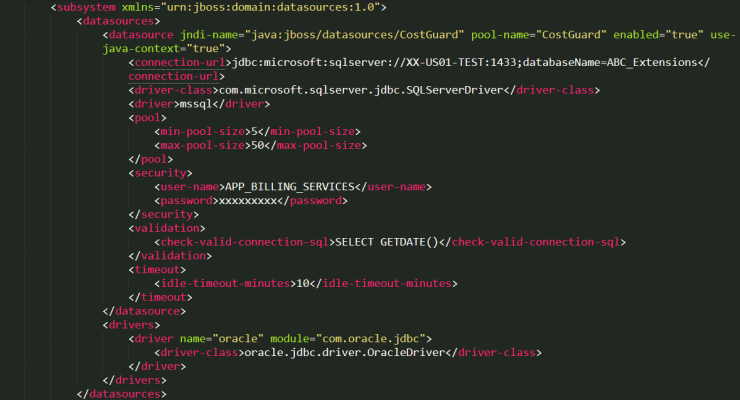 <subsystem xmlns="urn:jboss:domain:datasources:1.0">
<datasources>
<datasource jndi-name="java:jboss/datasources/CostGuard" pool-name="CostGuard" enabled="true" use-
java-context="true">
<connection-url>jdbc:microsoft:sqlserver://XX-US01-TEST:1433;databaseName=ABC_Extensions</
connection-url>
<driver-class>com.microsoft.sqlserver.jdbc.SQLServerDriver</driver-class>
<driver>mssql</driver>
<pool>
<min-pool-size>5</min-pool-size>
<max-pool-size>50</max-pool-size>
</pool>
<security>
<user-name>APP_BILLING_SERVICES</user-name>
<password>xxxxxxxxx</password>
</security>
<validation>
<check-valid-connection-sql>SELECT GETDATE()</check-valid-connection-sql>
</validation>
<timeout>
<idle-timeout-minutes>10</idle-timeout-minutes>
</timeout>
</datasource>
<drivers>
<driver name="oracle" module="com.oracle.jdbc">
<driver-class>oracle.jdbc.driver.OracleDriver</driver-class>
</driver>
</drivers>
</datasources>